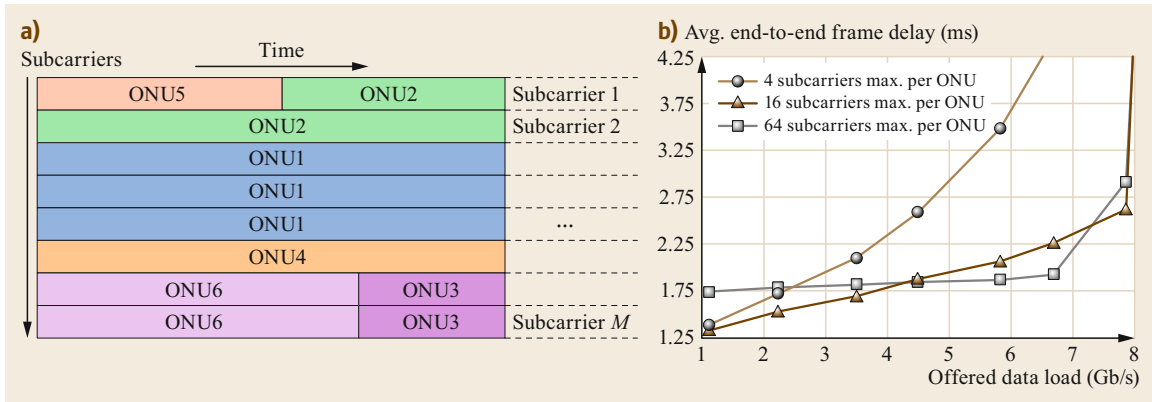 a)
Subcarriers
Time
ONU5 ONU2 Subcarrier 1
ONU2 Subcarrier 2
ONU1
ONU1
ONU1 ...
ONU4
ONU6 ONU3
ONU6 ONU3 Subcarrier M
b) Avg. end-to-end frame delay (ms)
4.25
3.75
3.25
2.75
2.25
1.75
1.25
4 subcarriers max. per ONU
16 subcarriers max. per ONU
64 subcarriers max. per ONU
1 2 3 4 5 6 7 8
Offered data load (Gb/s)